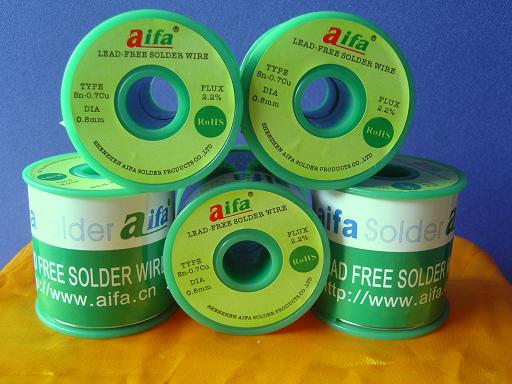 aifa®
LEAD-FREE SOLDER WIRE
TYPE
Sn-0.7Cu
FLUX
2.2%
DIA
0.8mm
RoHS
SHENZHEN AIFA SOLDER PRODUCTS CO.,LTD
aifa®
LEAD-FREE SOLDER WIRE
TYPE
Sn-0.7Cu
FLUX
2.2%
DIA
0.8mm
RoHS
SHENZHEN AIFA SOLDER PRODUCTS CO.,LTD
Solder aifa®
D FREE SOLDER WIRE
p://www.aifa.cn
aifa®
LEAD-FREE SOLDER WIRE
TYPE
Sn-0.7Cu
FLUX
2.2%
DIA
0.8mm
RoHS
SHENZHEN AIFA SOLDER PRODUCTS CO.,LTD
aifa Solder a
AD FREE SOLDER
http://www.aifa.